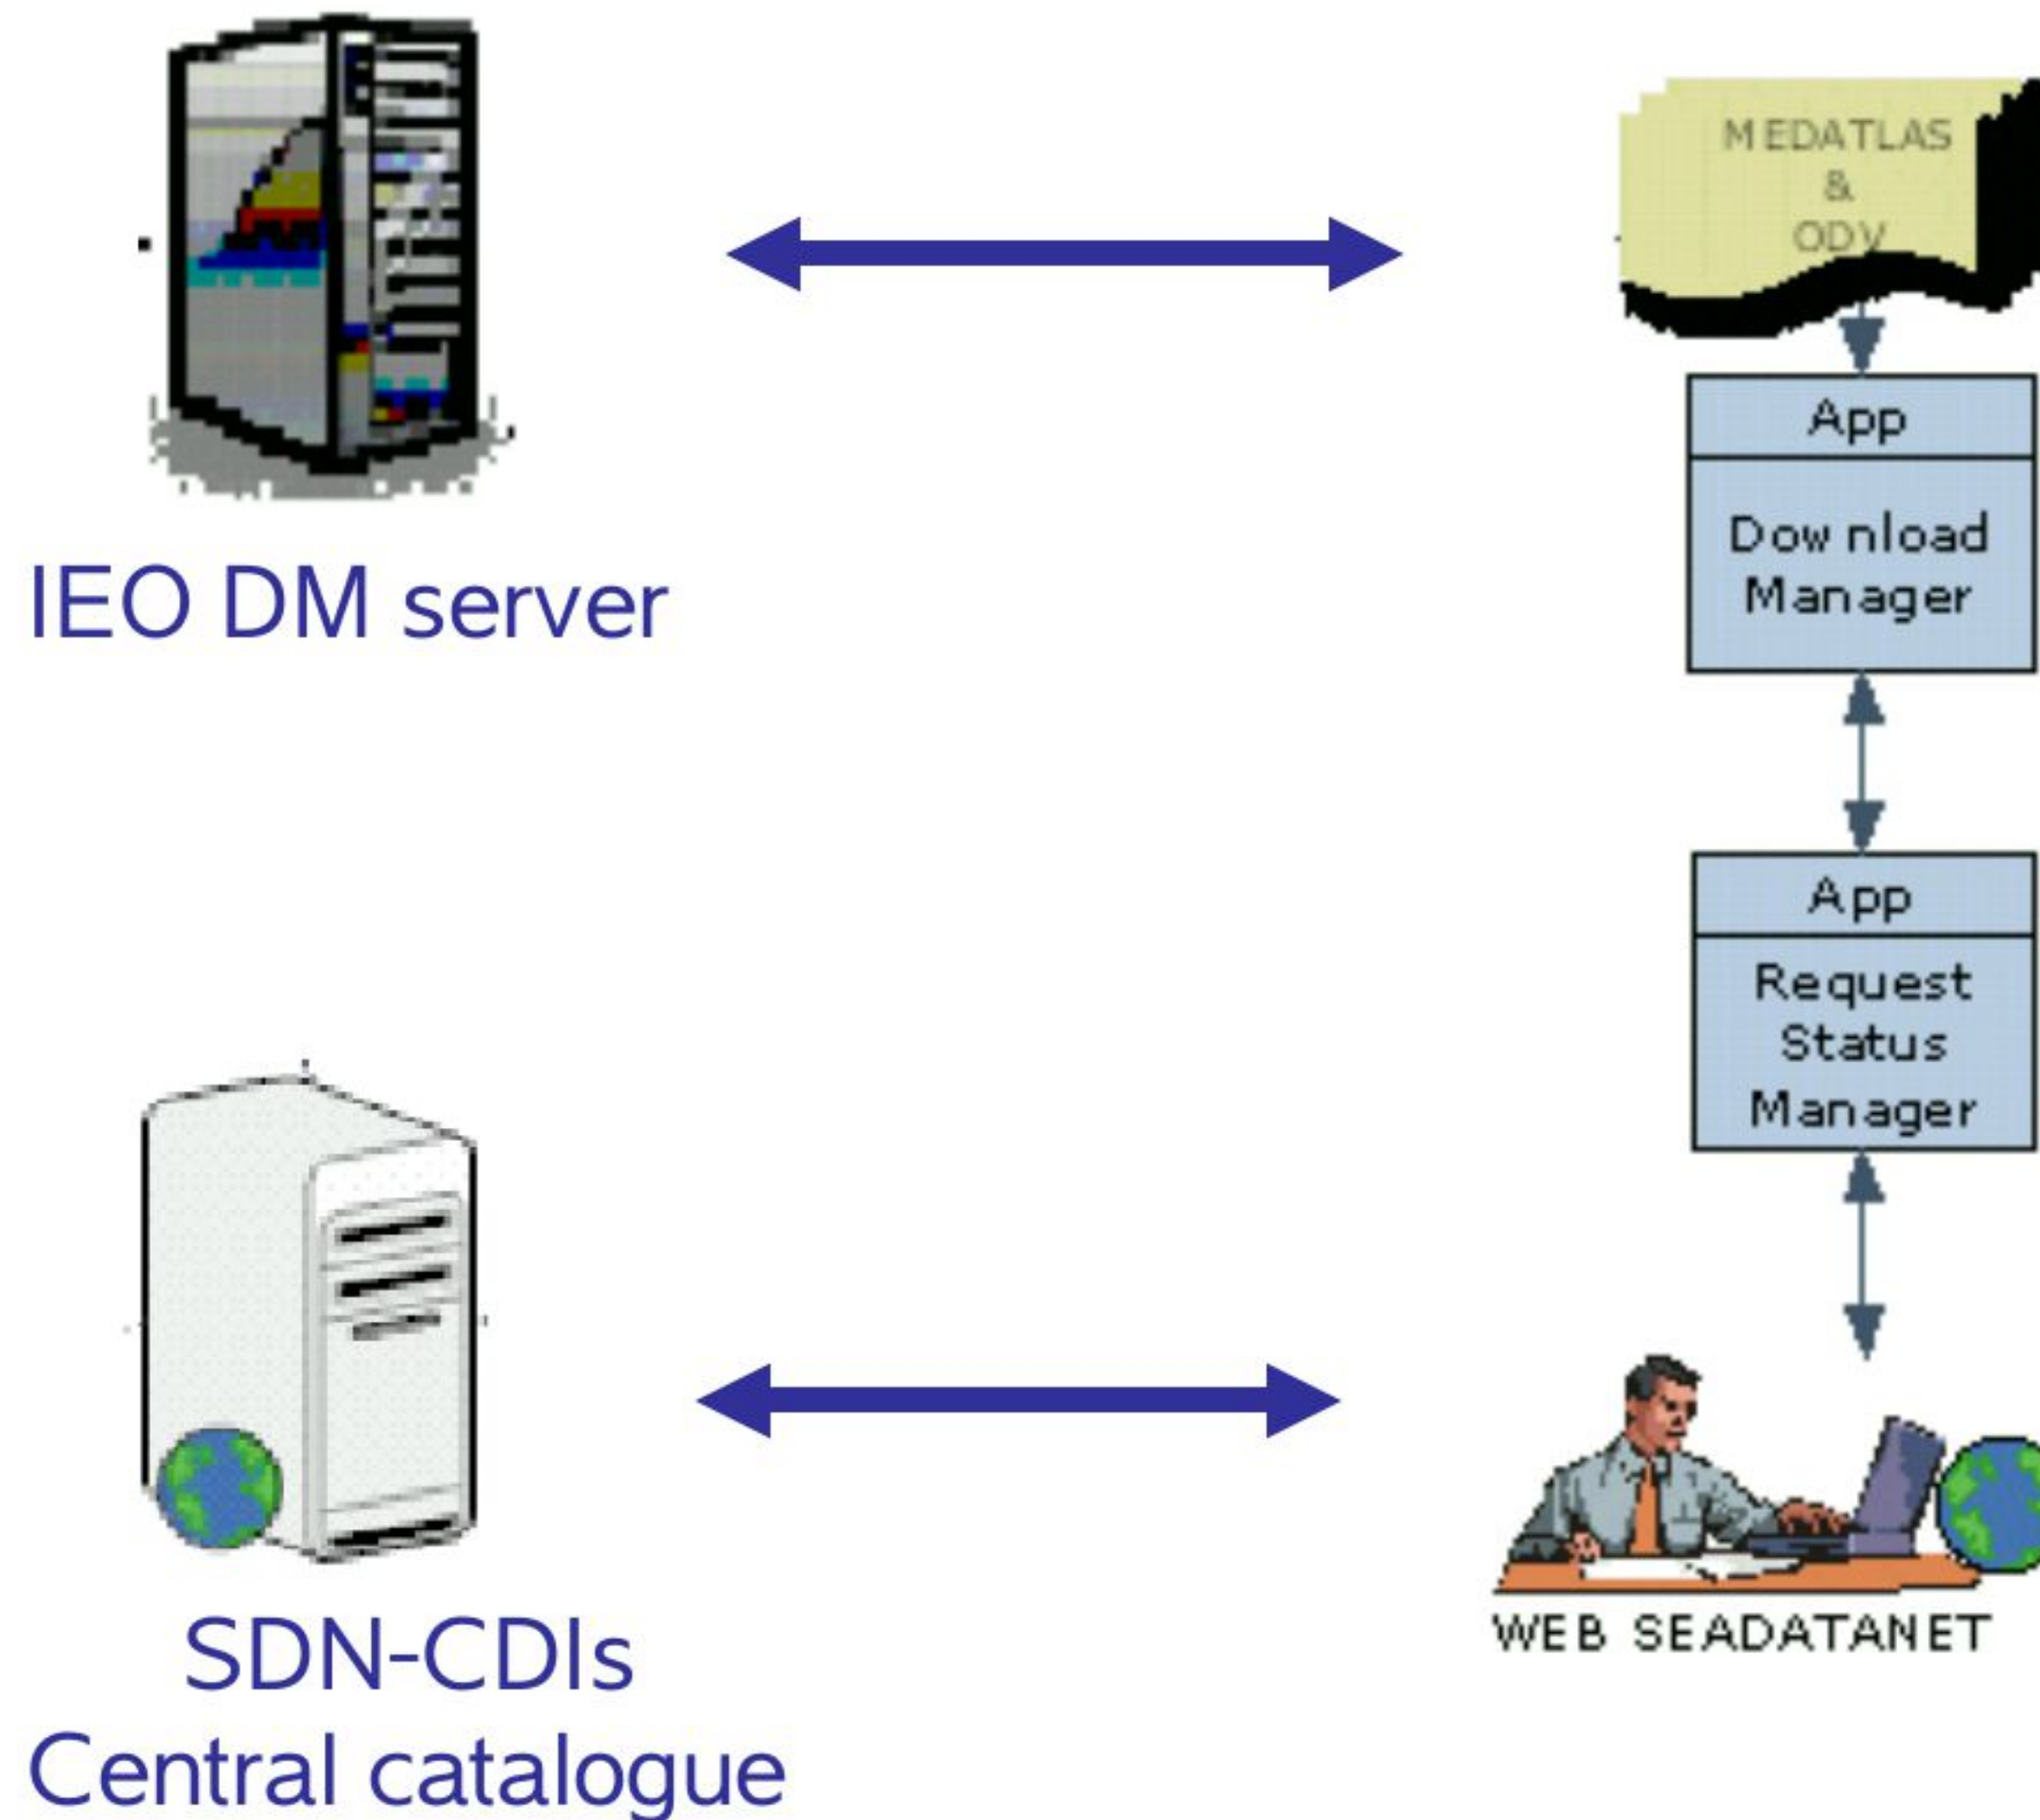 MEDATLAS
&
ODV
App
Download
Manager
IEO DM server
App
Request
Status
Manager
WEB SEADATANET
SDN-CDIs
Central catalogue